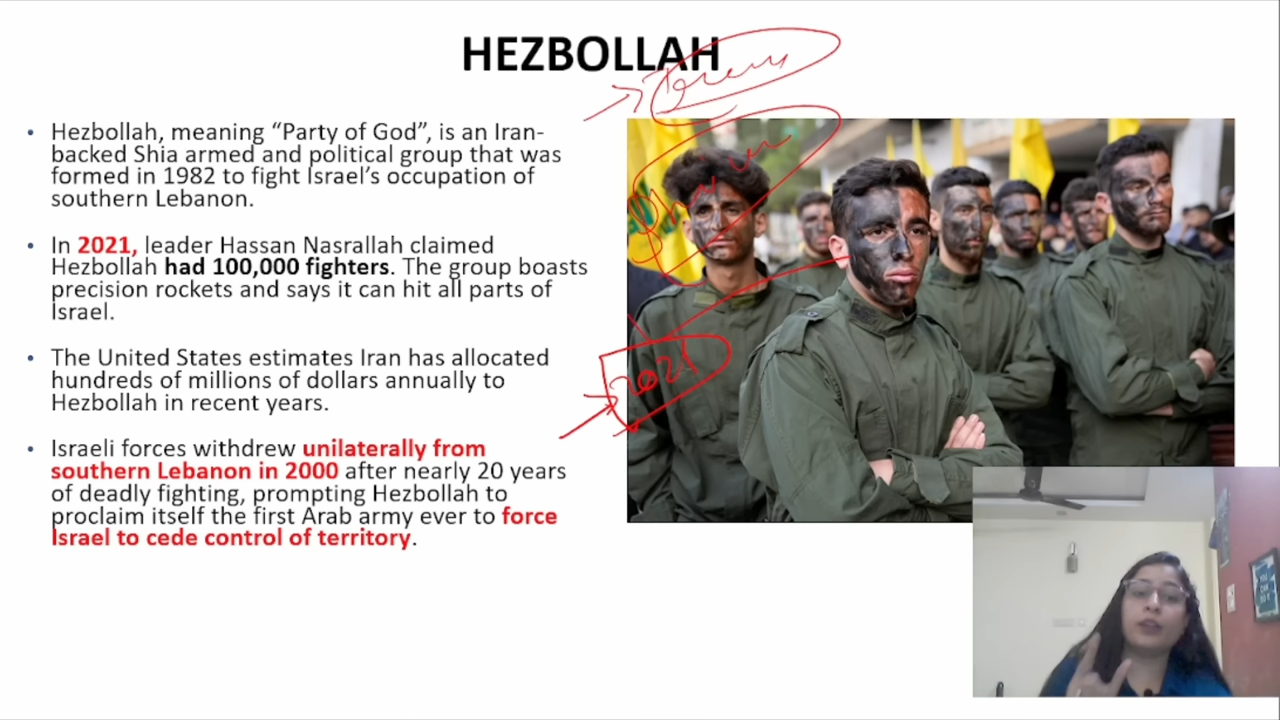 HEZBOLLAH
• Hezbollah, meaning “Party of God”, is an Iran-
backed Shia armed and political group that was
formed in 1982 to fight Israel’s occupation of
southern Lebanon.
• In 2021, leader Hassan Nasrallah claimed
Hezbollah had 100,000 fighters. The group boasts
precision rockets and says it can hit all parts of
Israel.
• The United States estimates Iran has allocated
hundreds of millions of dollars annually to
Hezbollah in recent years.
• Israeli forces withdrew unilaterally from
southern Lebanon in 2000 after nearly 20 years
of deadly fighting, prompting Hezbollah to
proclaim itself the first Arab army ever to force
Israel to cede control of territory.
2021
YOU
CAN
DO IT